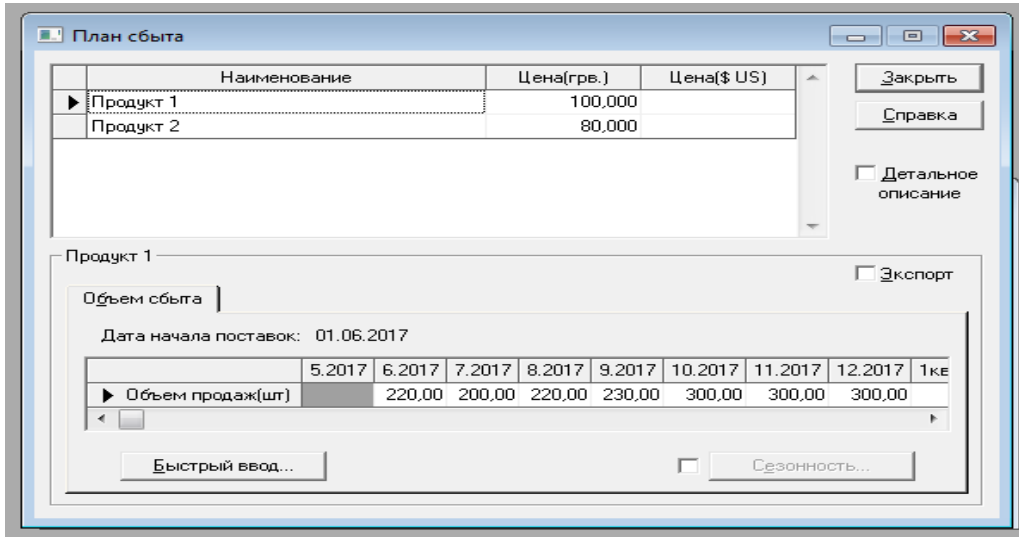 План сбыта
Наименование Цена(грв.) Цена($ US)
Продукт 1 100,000
Продукт 2 80,000
Закрыть
Справка
Детальное
описание
Продукт 1
Экспорт
Объем сбыта
Дата начала поставок: 01.06.2017
5.2017 6.2017 7.2017 8.2017 9.2017 10.2017 11.2017 12.2017 1кв
Объем продаж(шт) 220,00 200,00 220,00 230,00 300,00 300,00 300,00
Быстрый ввод... Сезонность...